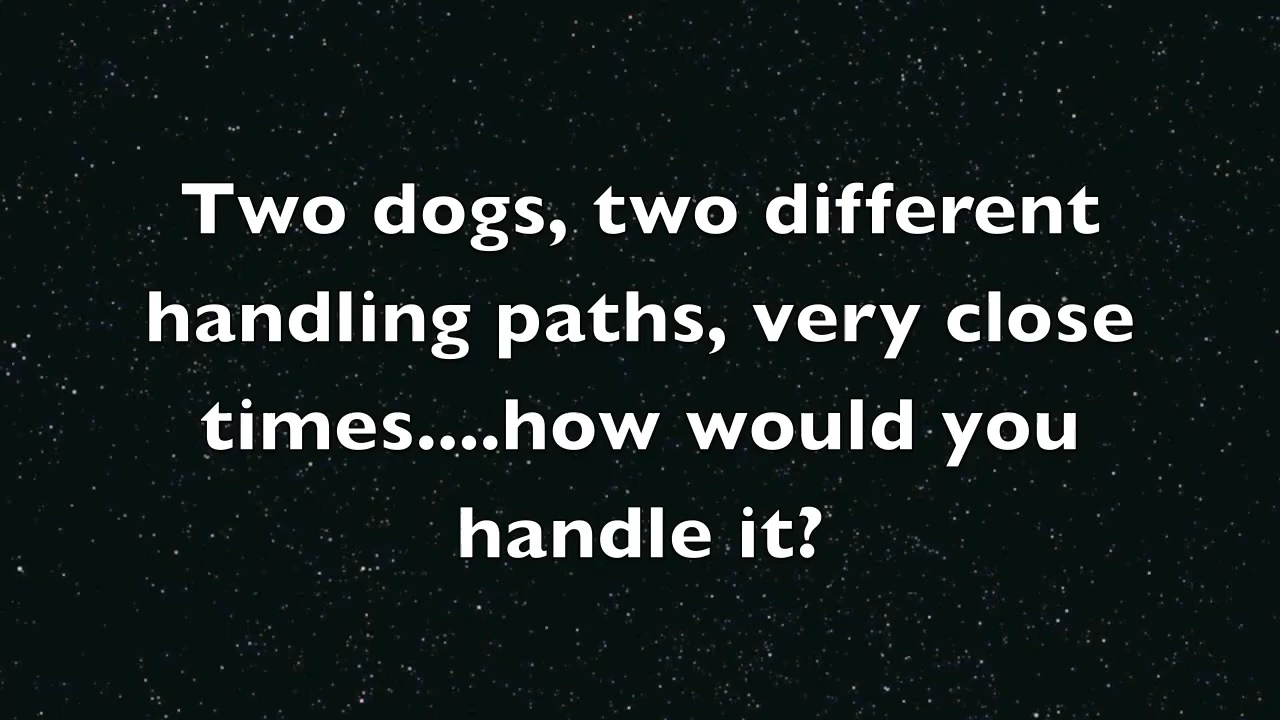 Two dogs, two different
handling paths, very close
times....how would you
handle it?